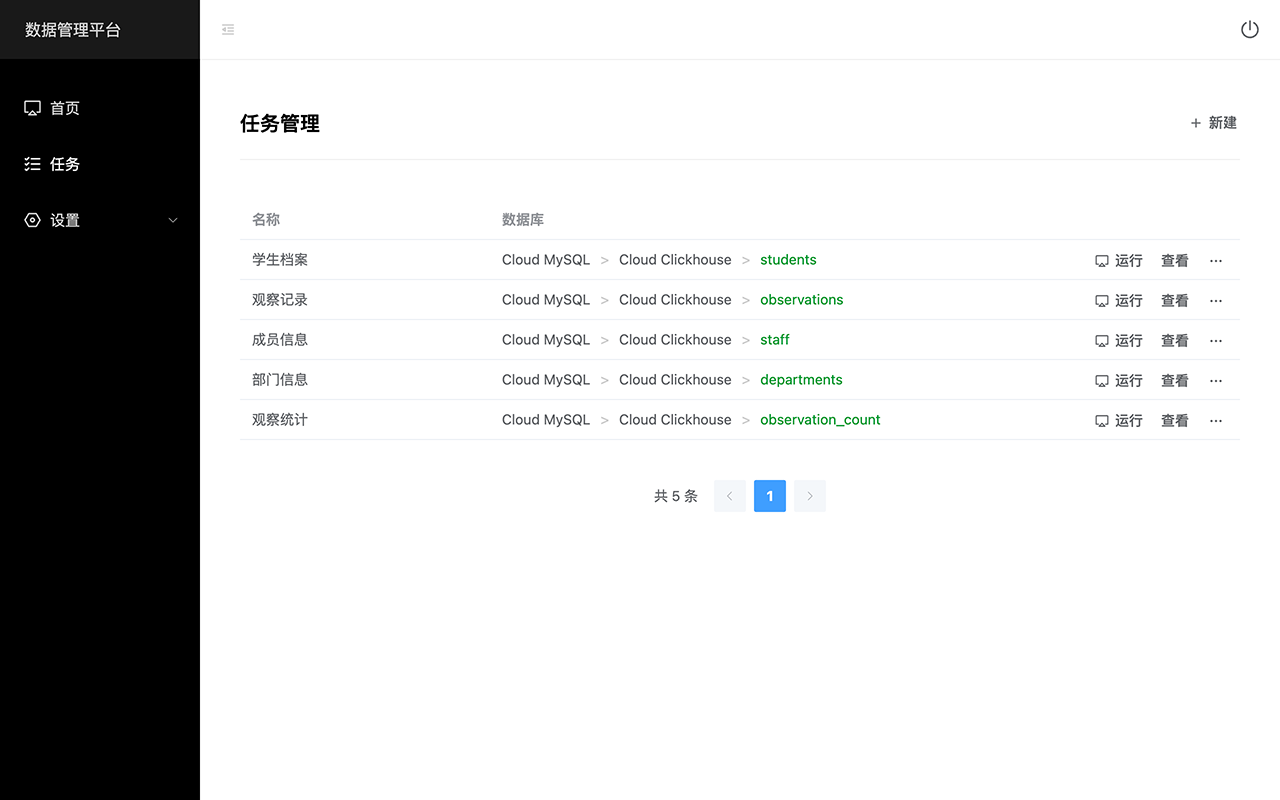 数据管理平台
首页
任务
设置
任务管理
+ 新建
名称 数据库
学生档案 Cloud MySQL > Cloud Clickhouse > students 运行 查看 ···
观察记录 Cloud MySQL > Cloud Clickhouse > observations 运行 查看 ···
成员信息 Cloud MySQL > Cloud Clickhouse > staff 运行 查看 ···
部门信息 Cloud MySQL > Cloud Clickhouse > departments 运行 查看 ···
观察统计 Cloud MySQL > Cloud Clickhouse > observation_count 运行 查看 ···
共 5 条 < 1 >